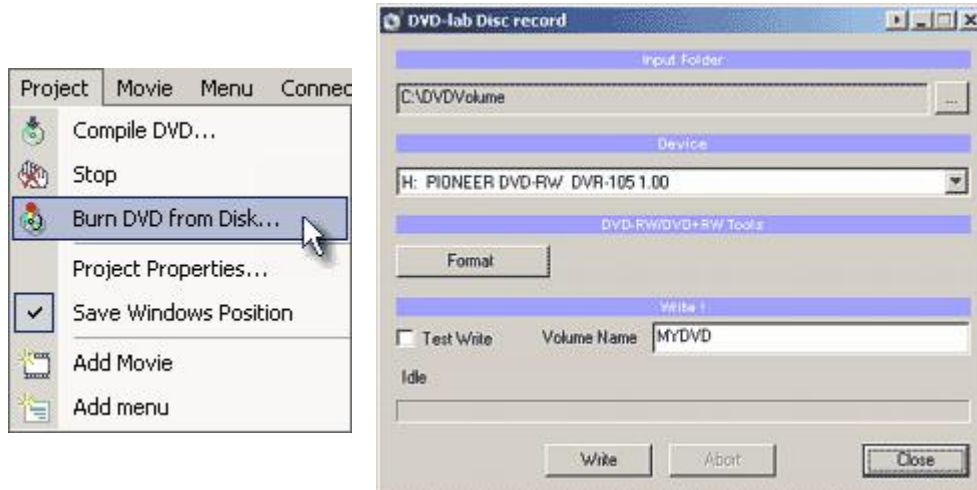 Project Movie Menu Connec
Compile DVD...
Stop
Burn DVD from Disk...
Project Properties...
Save Windows Position
Add Movie
Add menu
DVD-lab Disc record
Input Folder
C:\DVDVolume
...
Device
H: PIONEER DVD-RW DVR-105 1.00
DVD-RW/DVD+RW Tools
Format
Write !
Test Write Volume Name MYDVD
Idle
Write Abort Close